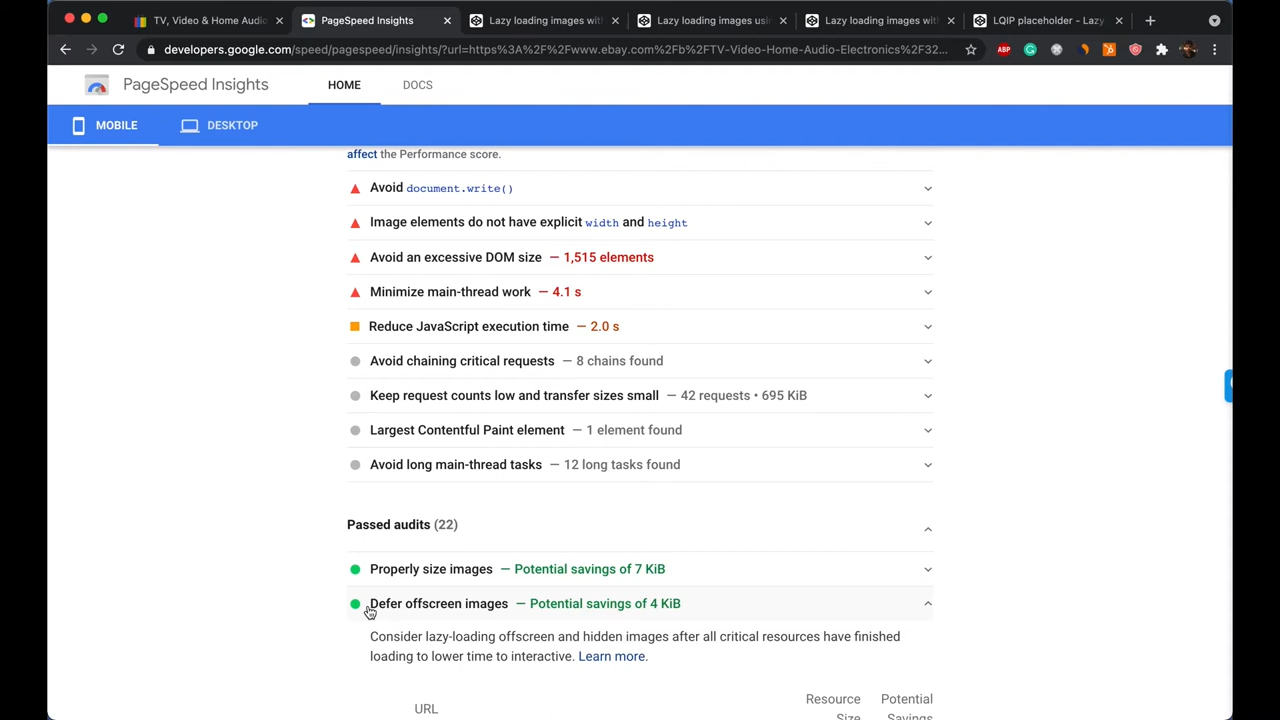 TV, Video & Home Audio
PageSpeed Insights
Lazy loading images wit
Lazy loading images usin
Lazy loading images with
LQIP placeholder - Lazy
developers.google.com/speed/pagespeed/insights/?url=https%3A%2F%2Fwww.ebay.com%2Fb%2FTV-Video-Home-Audio-Electronics%2F32...
ABP
PageSpeed Insights
HOME
DOCS
MOBILE
DESKTOP
affect the Performance score.
Avoid document.write()
Image elements do not have explicit width and height
Avoid an excessive DOM size — 1,515 elements
Minimize main-thread work — 4.1 s
Reduce JavaScript execution time — 2.0 s
Avoid chaining critical requests — 8 chains found
Keep request counts low and transfer sizes small — 42 requests • 695 KiB
Largest Contentful Paint element — 1 element found
Avoid long main-thread tasks — 12 long tasks found
Passed audits (22)
Properly size images — Potential savings of 7 KiB
Defer offscreen images — Potential savings of 4 KiB
Consider lazy-loading offscreen and hidden images after all critical resources have finished
loading to lower time to interactive. Learn more.
URL
Resource
Size
Potential
Savings